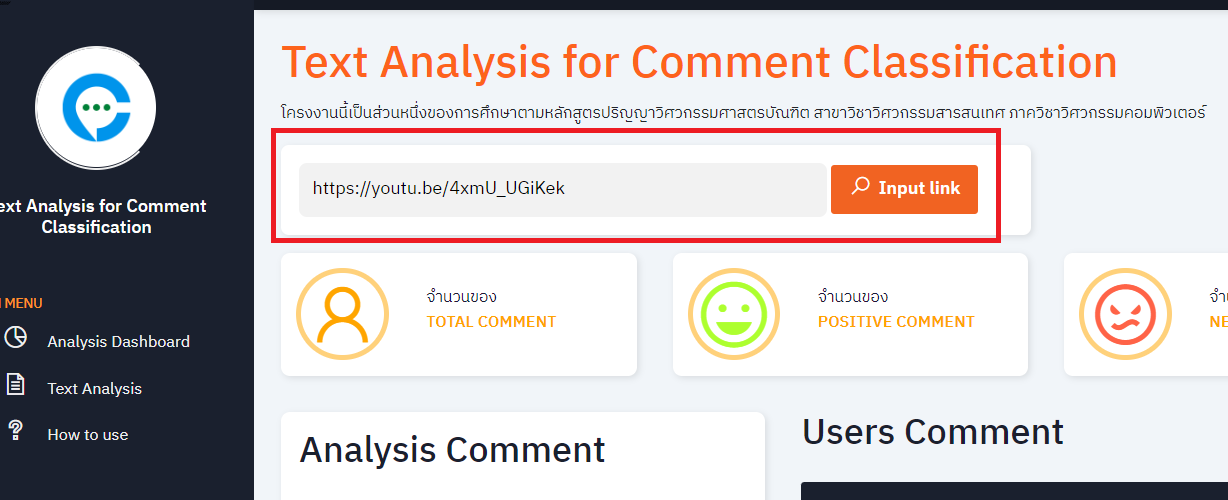 Text Analysis for Comment Classification
โครงงานนี้เป็นส่วนหนึ่งของการศึกษาตามหลักสูตรปริญญาวิศวกรรมศาสตรบัณฑิต สาขาวิชาวิศวกรรมสารสนเทศ ภาควิชาวิศวกรรมคอมพิวเตอร์
https://youtu.be/4xmU_UGiKek
Input link
ext Analysis for Comment
Classification
MENU
Analysis Dashboard
Text Analysis
How to use
จำนวนของ
TOTAL COMMENT
จำนวนของ
POSITIVE COMMENT
จำน
NE
Analysis Comment
Users Comment